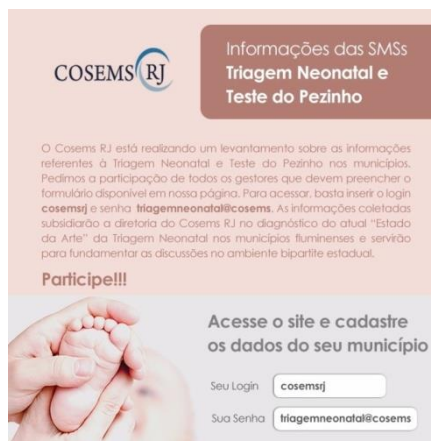 COSEMS RJ
Informações das SMSs
Triagem Neonatal e
Teste do Pezinho
O Cosems RJ está realizando um levantamento sobre as informações
referentes à Triagem Neonatal e Teste do Pezinho nos municípios.
Pedimos a participação de todos os gestores que devem preencher o
formulário disponível em nossa página. Para acessar, basta inserir o login
cosemsrj e senha triagemneonatal@cosems. As informações coletadas
subsidiarão a diretoria do Cosems RJ no diagnóstico do atual “Estado
da Arte” da Triagem Neonatal nos municípios fluminenses e servirão
para fundamentar as discussões no ambiente bipartite estadual.
Participe!!!
Acesse o site e cadastre
os dados do seu município
Seu Login cosemsrj
Sua Senha triagemneonatal@cosems